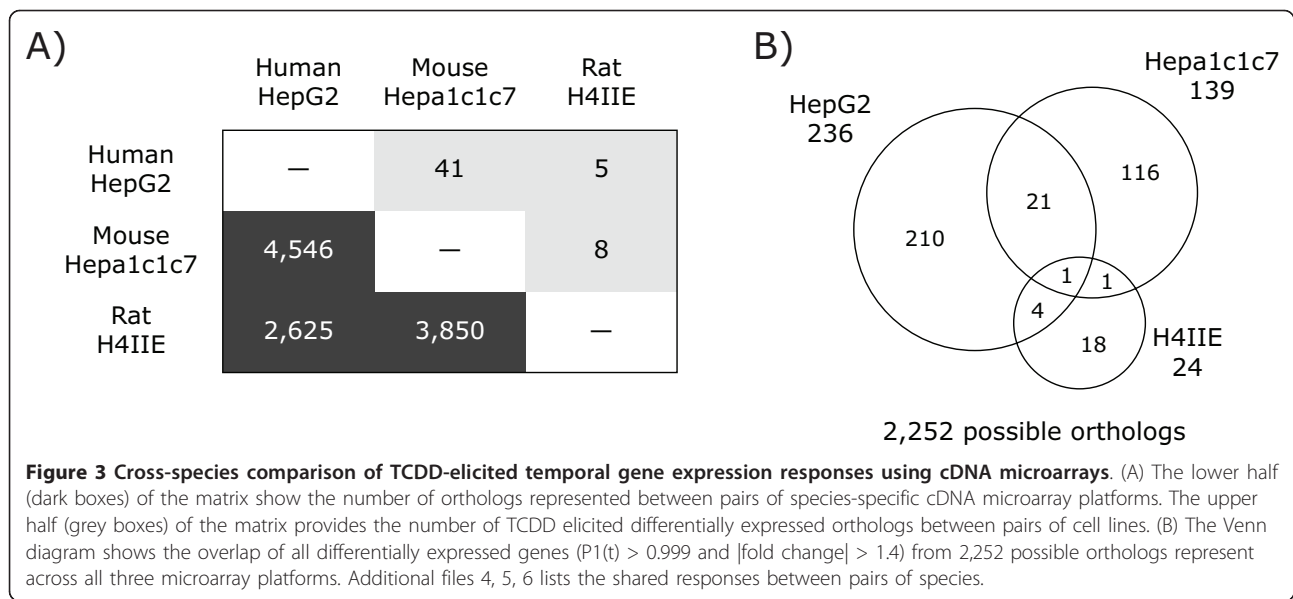 A)
Human
HepG2
Mouse
Hepa1c1c7
Rat
H4IIE
Human
HepG2
—
41
5
Mouse
Hepa1c1c7
4,546
—
8
Rat
H4IIE
2,625
3,850
—
B)
HepG2
236
Hepa1c1c7
139
210
21
116
1
1
4
18
H4IIE
24
2,252 possible orthologs
Figure 3 Cross-species comparison of TCDD-elicited temporal gene expression responses using cDNA microarrays. (A) The lower half
(dark boxes) of the matrix show the number of orthologs represented between pairs of species-specific cDNA microarray platforms. The upper
half (grey boxes) of the matrix provides the number of TCDD elicited differentially expressed orthologs between pairs of cell lines. (B) The Venn
diagram shows the overlap of all differentially expressed genes (P1(t) > 0.999 and |fold change| > 1.4) from 2,252 possible orthologs represent
across all three microarray platforms. Additional files 4, 5, 6 lists the shared responses between pairs of species.